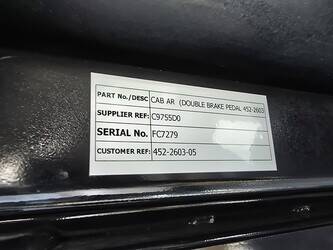 PART No./DESC CAB AR (DOUBLE BRAKE PEDAL 452-2603
SUPPLIER REF: C9755D0
SERIAL No. FC7279
CUSTOMER REF: 452-2603-05